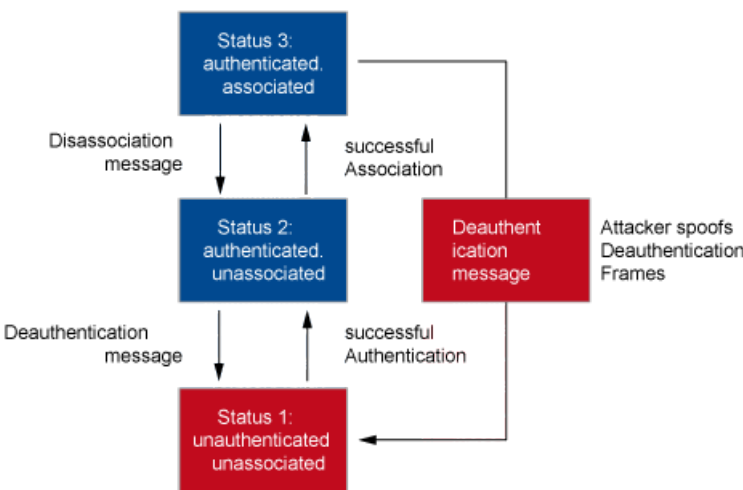 Status 3:
authenticated.
associated
Disassociation
message
successful
Association
Status 2:
authenticated.
unassociated
Deauthent
ication
message
Attacker spoofs
Deauthentication
Frames
Deauthentication
message
successful
Authentication
Status 1:
unauthenticated
unassociated